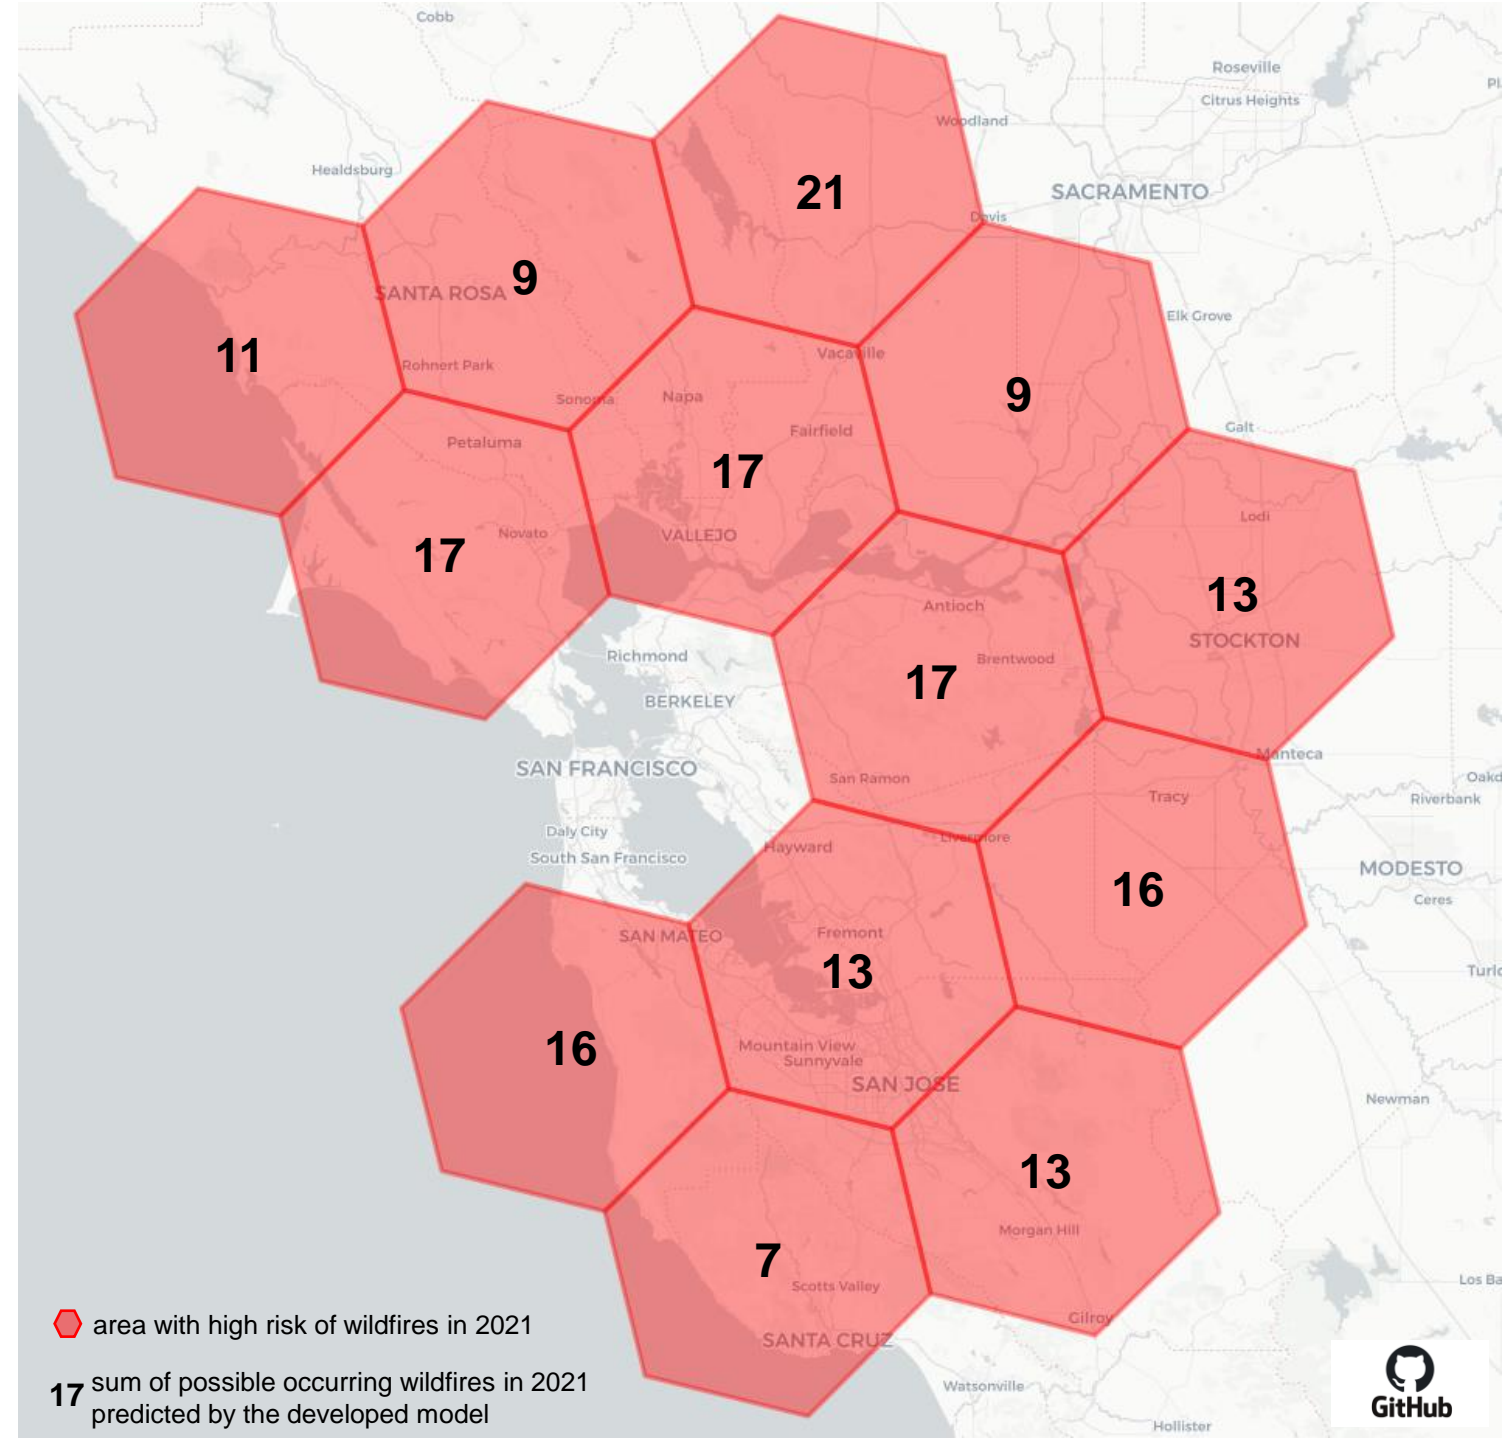 Cobb
Roseville
Pl
Citrus Heights
Woodland
Healdsburg
SACRAMENTO
21
Davis
9
SANTA ROSA
Elk Grove
11
Vacaville
Rohnert Park
9
Sonoma
Napa
Galt
Fairfield
Petaluma
17
Lodi
Novato
VALLEJO
17
13
Antioch
STOCKTON
Richmond
Brentwood
17
BERKELEY
Manteca
SAN FRANCISCO
San Ramon
Oakd
Tracy
Riverbank
Daly City
Livermore
Hayward
South San Francisco
MODESTO
16
Ceres
SAN MATEO
Fremont
13
Turlo
16
Mountain View
Sunnyvale
SAN JOSE
Newman
13
Morgan Hill
7
Scotts Valley
Los Ba
Gilroy
area with high risk of wildfires in 2021
SANTA CRUZ
Watsonville
17 sum of possible occurring wildfires in 2021
predicted by the developed model
GitHub
Hollister